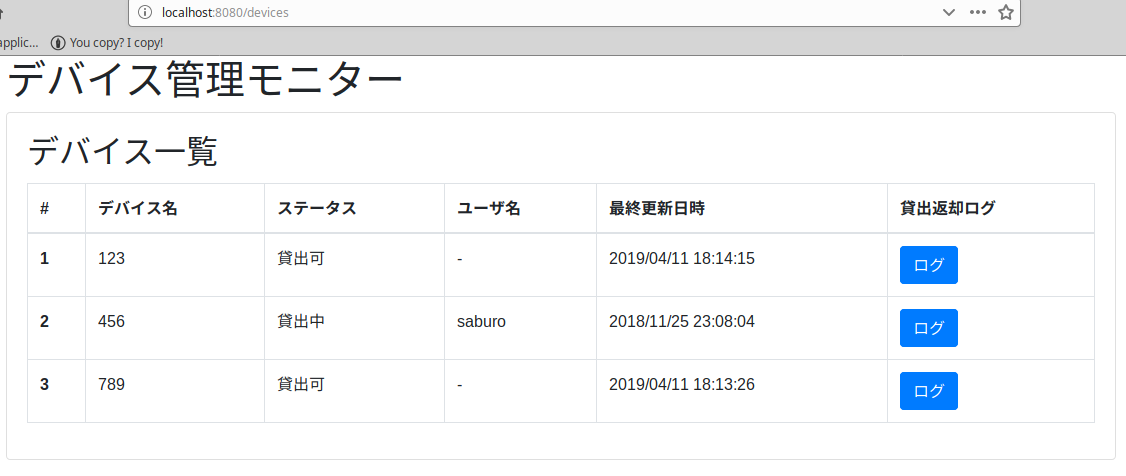 localhost:8080/devices
applic... You copy? I copy!
デバイス管理モニター
デバイス一覧
# デバイス名 ステータス ユーザ名 最終更新日時 貸出返却ログ
1 123 貸出可 - 2019/04/11 18:14:15 ログ
2 456 貸出中 saburo 2018/11/25 23:08:04 ログ
3 789 貸出可 - 2019/04/11 18:13:26 ログ